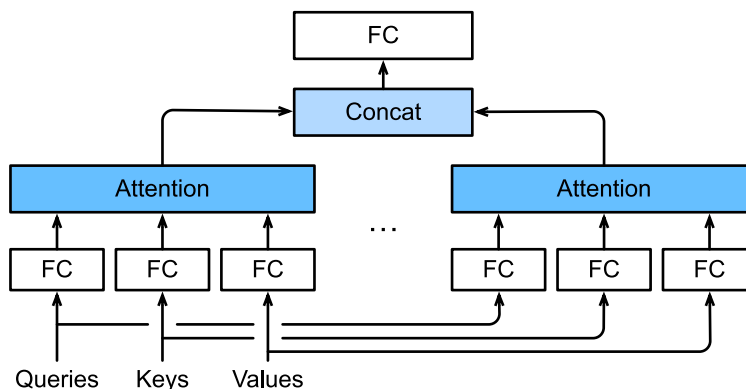 FC
Concat
Attention Attention
...
FC FC FC FC FC FC
Queries Keys Values